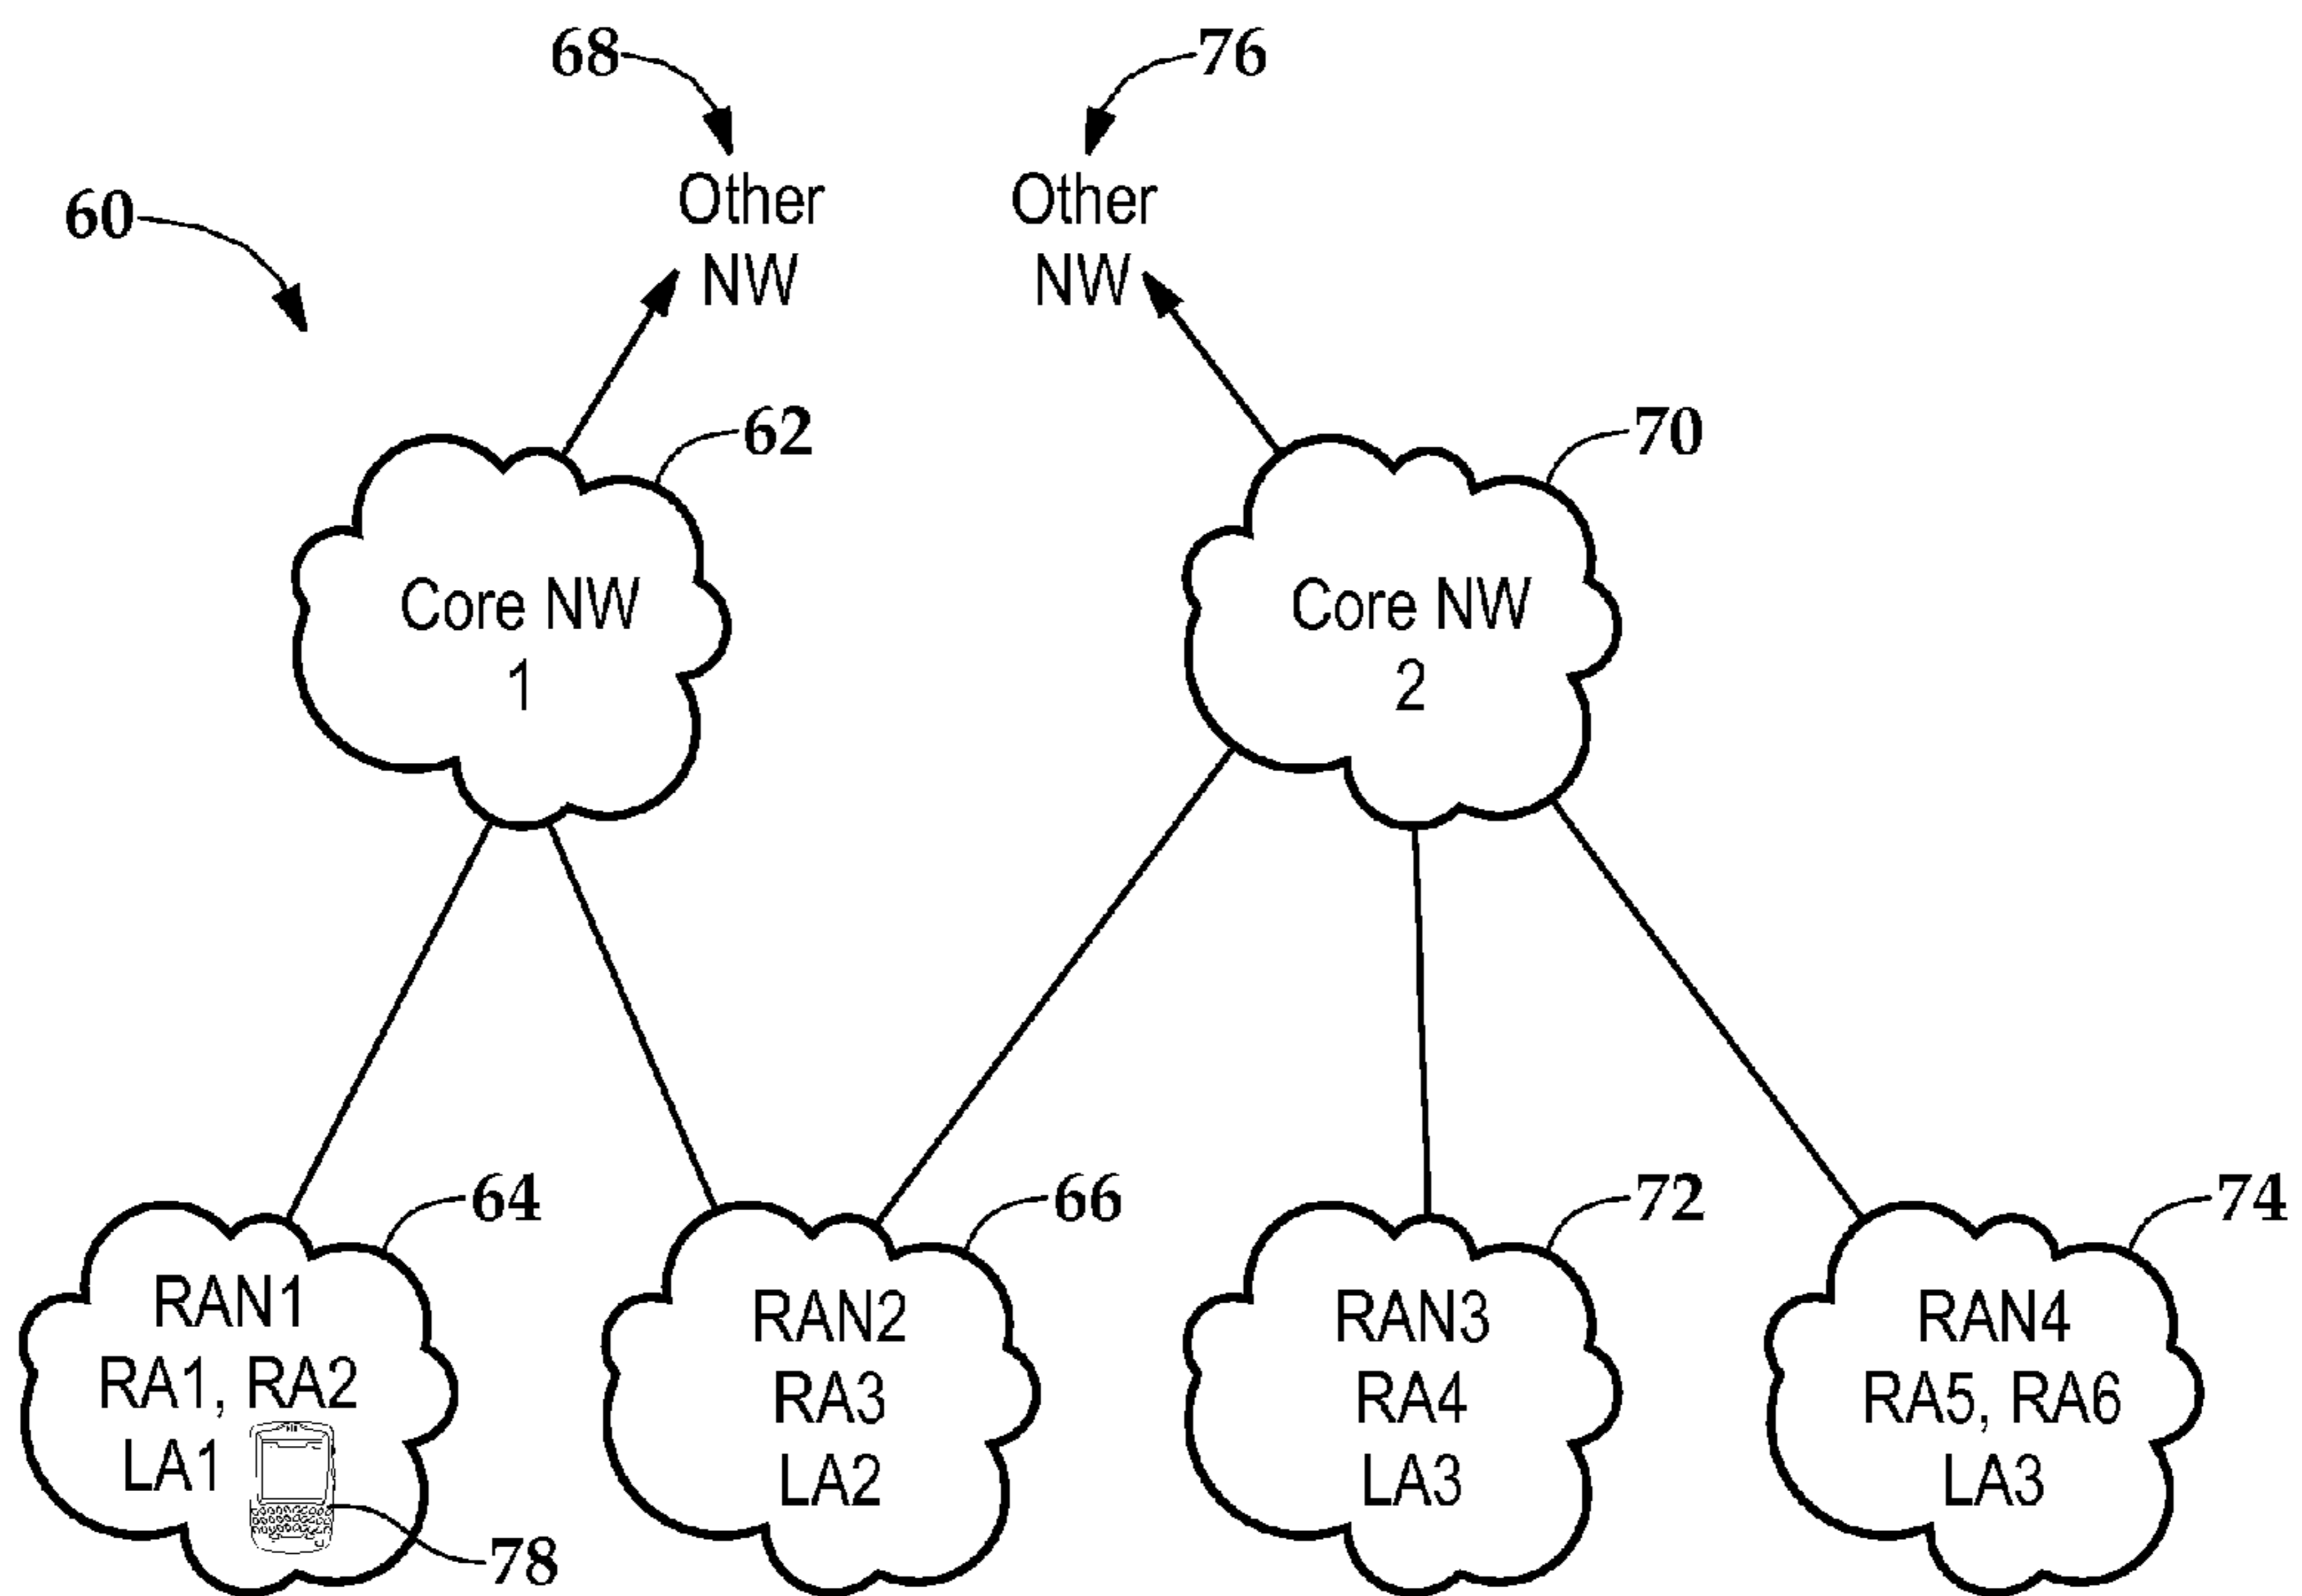 68
76
60
Other
NW
Other
NW
62
70
Core NW
1
Core NW
2
64
66
72
74
RAN1
RA1, RA2
LA1
78
RAN2
RA3
LA2
RAN3
RA4
LA3
RAN4
RA5, RA6
LA3